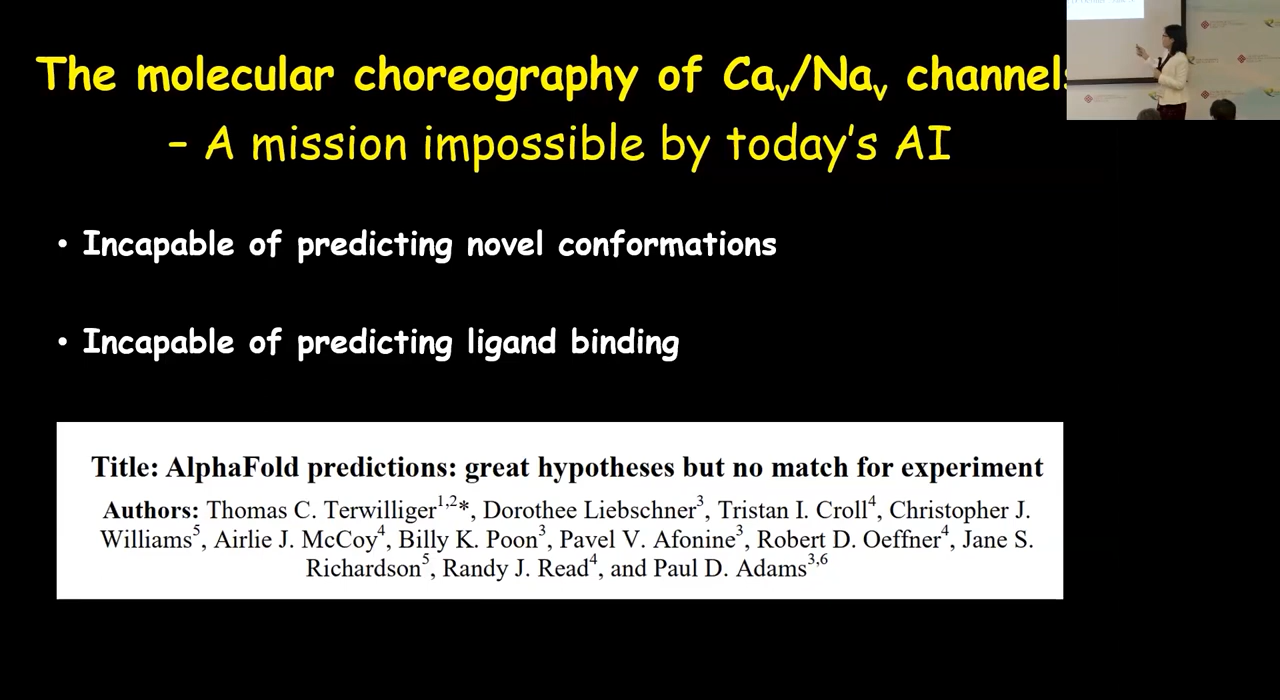 The molecular choreography of Cav/Nav channels
– A mission impossible by today's AI
• Incapable of predicting novel conformations
• Incapable of predicting ligand binding
Title: AlphaFold predictions: great hypotheses but no match for experiment
Authors: Thomas C. Terwilliger1,2*, Dorothee Liebschner3, Tristan I. Croll4, Christopher J.
Williams5, Airlie J. McCoy4, Billy K. Poon3, Pavel V. Afonine3, Robert D. Oeffner4, Jane S.
Richardson5, Randy J. Read4, and Paul D. Adams3,6